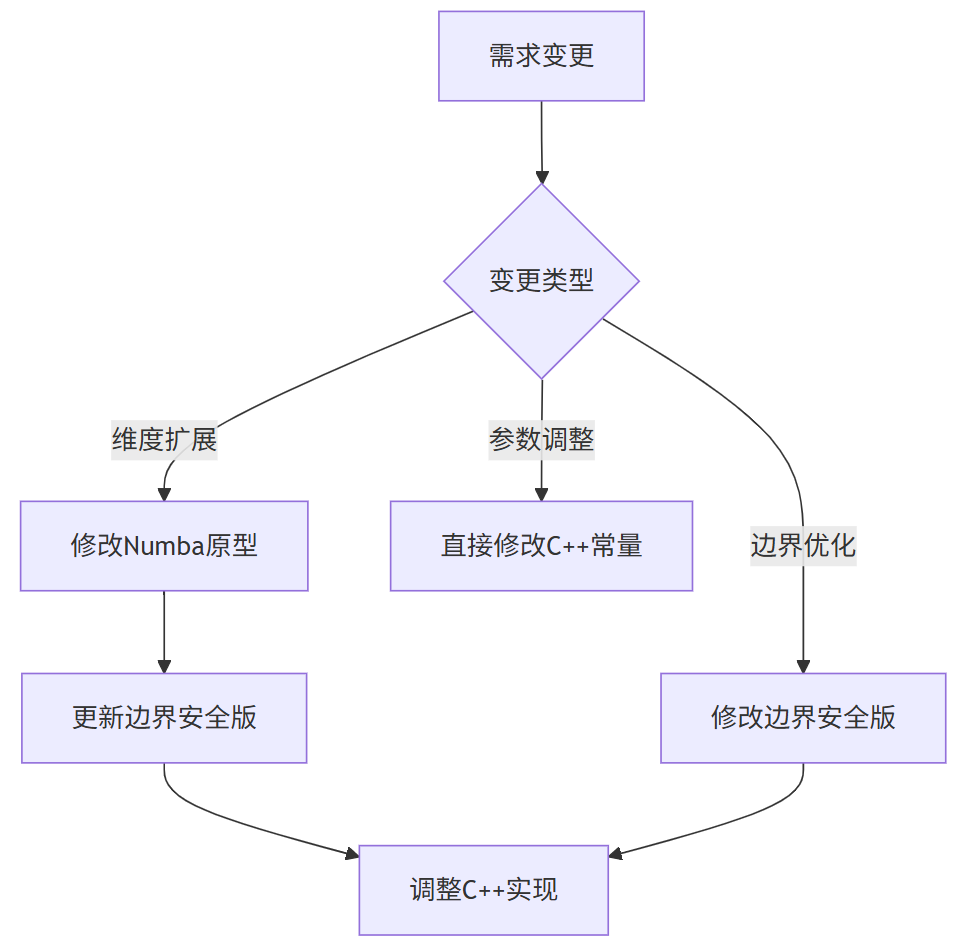 需求变更
变更类型
维度扩展
参数调整
修改Numba原型
直接修改C++常量
边界优化
更新边界安全版
修改边界安全版
调整C++实现